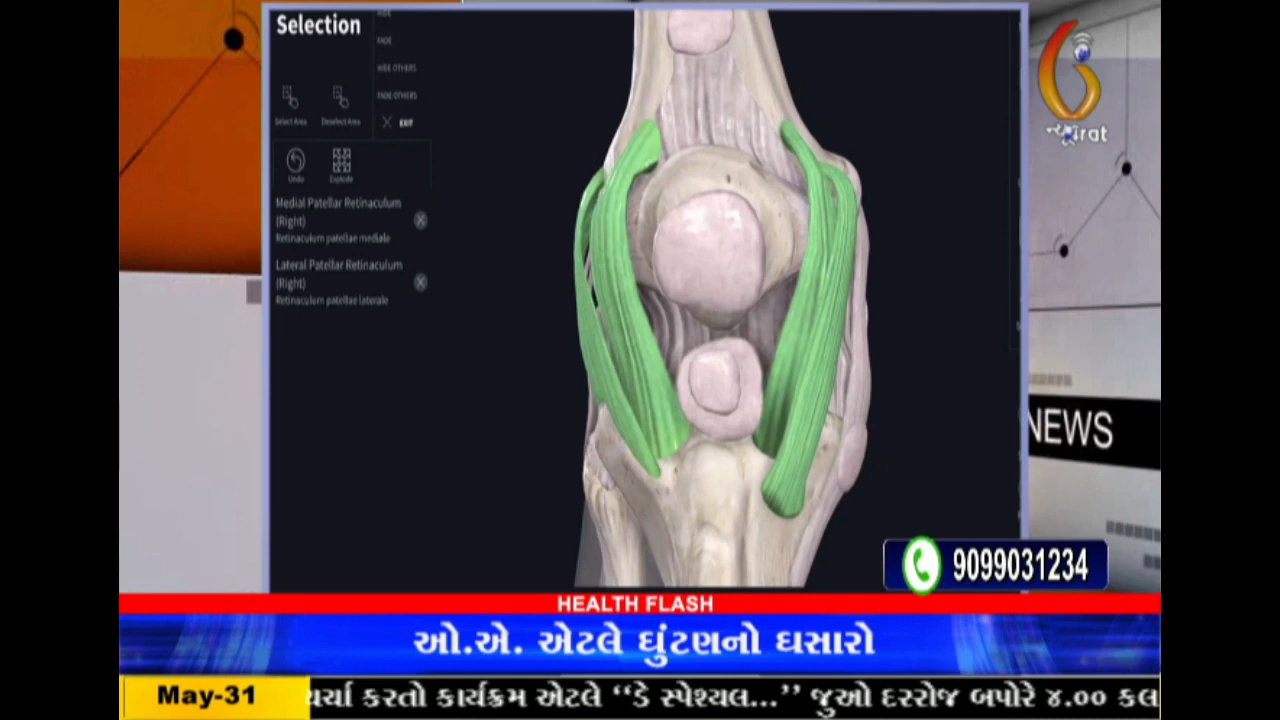 Selection
HIDE
FADE
HIDE OTHERS
FADE OTHERS
Select Area
Deselect Area
EXIT
Undo
Explode
Medial Patellar Retinaculum
(Right)
Retinaculum patellae mediale
Lateral Patellar Retinaculum
(Right)
Retinaculum patellae laterale
NEWS
9099031234
HEALTH FLASH
ઓ.એ. એટલે ઘુંટણનો ઘસારો
May-31
કરતો કાર્યક્રમ એટલે “ડે સ્પેશ્યલ...” જુઓ દરરોજ બપોરે ૪.૦૦ કલ